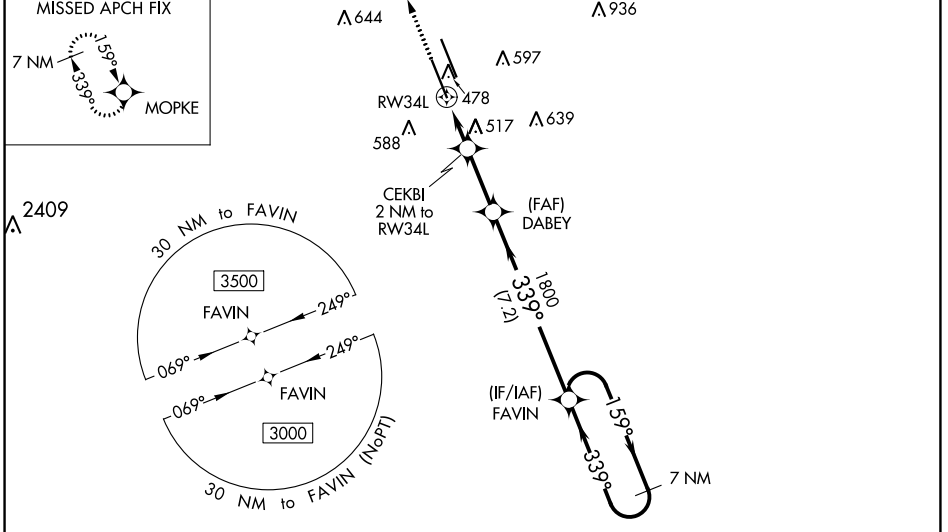 MISSED APCH FIX
7 NM
159°
339°
MOPKE
644
936
597
RW34L
478
588
517
639
CEKBI
2 NM to
RW34L
(FAF)
DABEY
2409
30 NM to FAVIN
3500
FAVIN
249°
069°
249°
069°
FAVIN
3000
30 NM to FAVIN (NoPT)
1800
339°
(7.2)
(IF/IAF)
FAVIN
159°
339°
7 NM